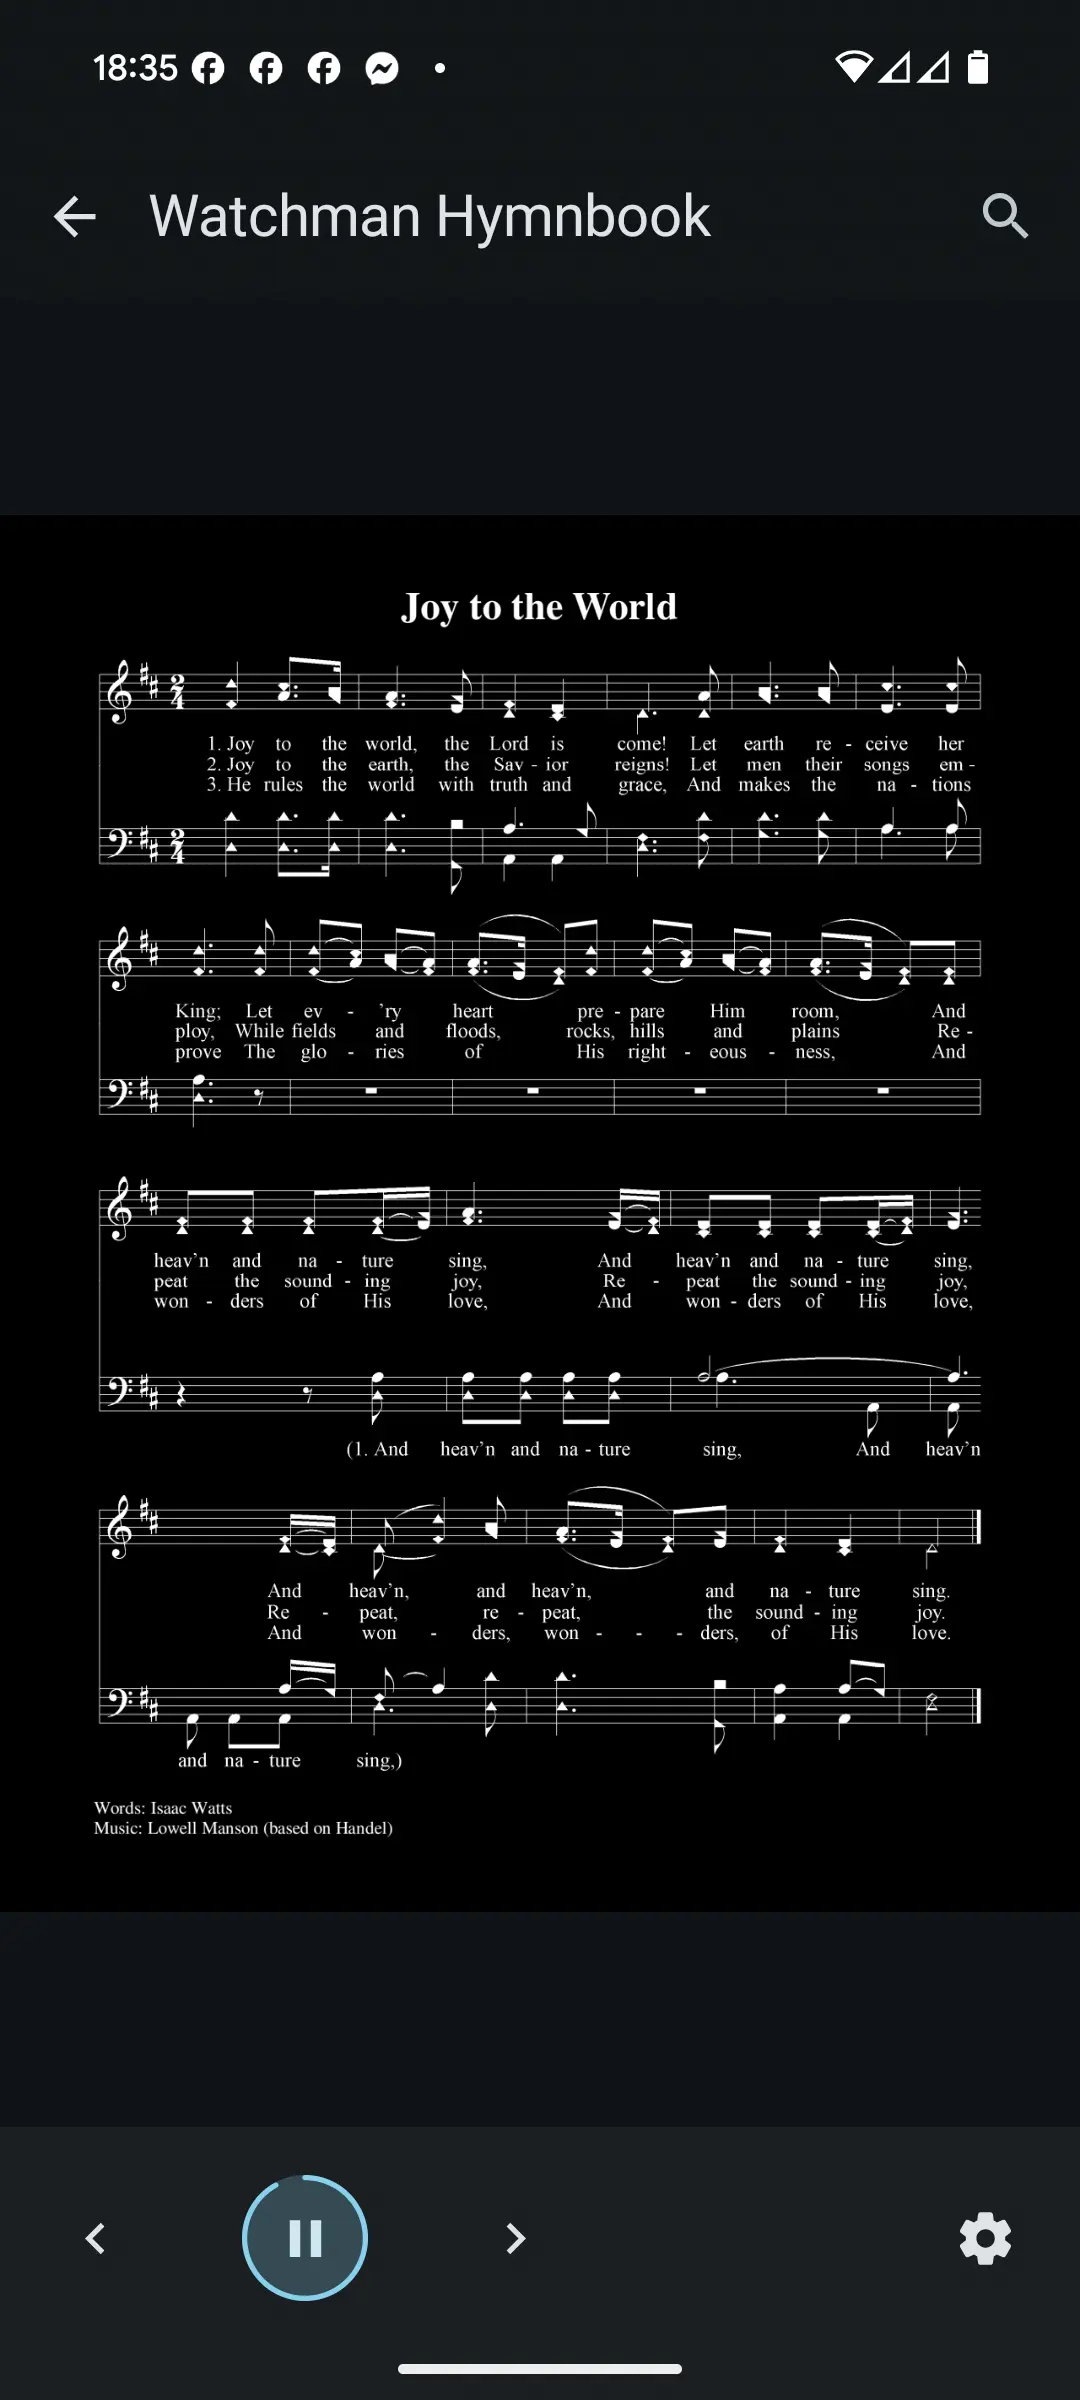 18:35
Watchman Hymnbook
Joy to the World
1. Joy to the world, the Lord is come! Let earth re - ceive her
2. Joy to the earth, the Sav - ior reigns! Let men their songs em -
3. He rules the world with truth and grace, And makes the na - tions
King; Let ev - 'ry heart pre - pare Him room, And
ploy, While fields and floods, rocks, hills and plains Re -
prove The glo - ries of His right - eous - ness, And
heav'n and na - ture sing, And heav'n and na - ture sing,
peat the sound - ing joy, Re - peat the sound - ing joy,
won - ders of His love, And won - ders of His love,
(1. And heav'n and na - ture sing, And heav'n
And heav'n, and heav'n, and na - ture sing.
Re - peat, re - peat, the sound - ing joy.
And won - ders, won - - - ders, of His love.
and na - ture sing,)
Words: Isaac Watts
Music: Lowell Manson (based on Handel)